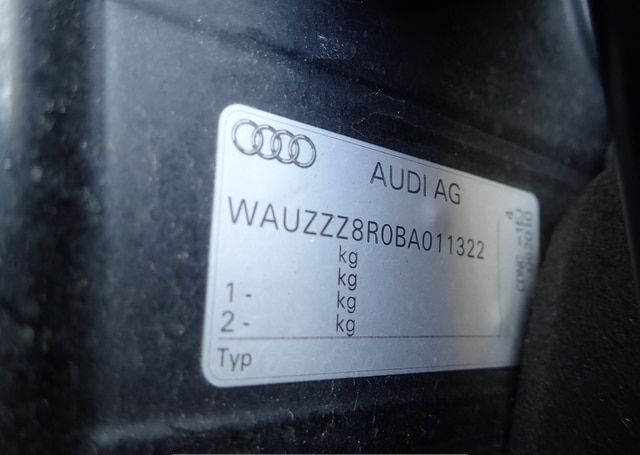 AUDI AG
WAUZZZ8R0BA011322
kg
kg
1 - kg
2 - kg
Typ